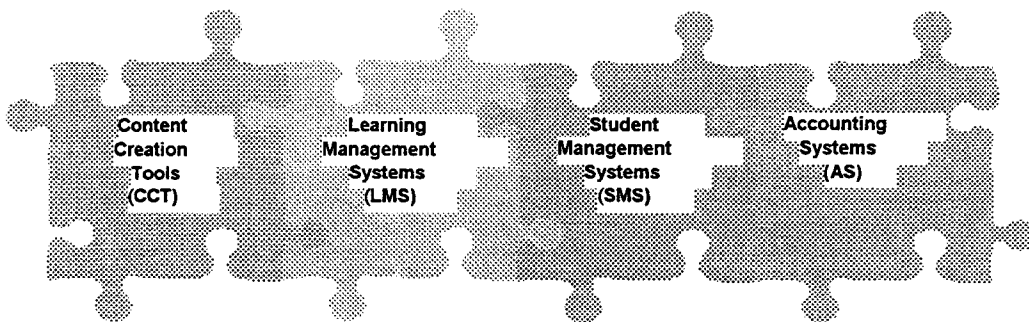 Content
Creation
Tools
(CCT)
Learning
Management
Systems
(LMS)
Student
Management
Systems
(SMS)
Accounting
Systems
(AS)